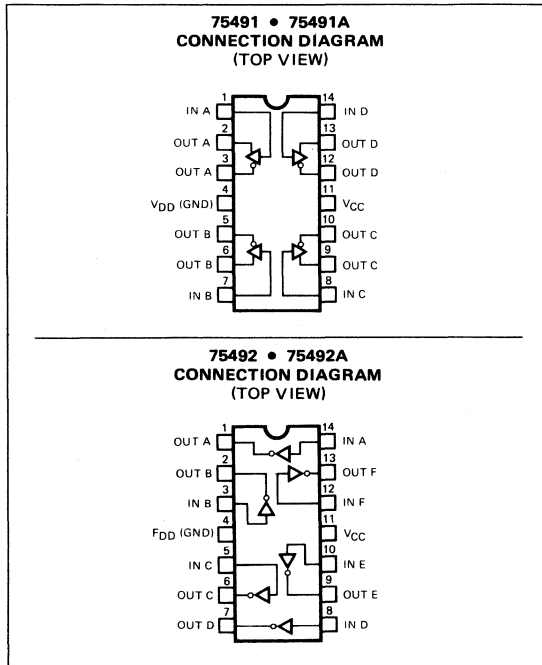 75491 • 75491A
CONNECTION DIAGRAM
(TOP VIEW)
1 14
IN A IN D
2 13
OUT A OUT D
3 12
OUT A OUT D
4 11
VDD (GND) VCC
5 10
OUT B OUT C
6 9
OUT B OUT C
7 8
IN B IN C
75492 • 75492A
CONNECTION DIAGRAM
(TOP VIEW)
1 14
OUT A IN A
2 13
OUT B OUT F
3 12
IN B IN F
4 11
FDD (GND) VCC
5 10
IN C IN E
6 9
OUT C OUT E
7 8
OUT D IN D